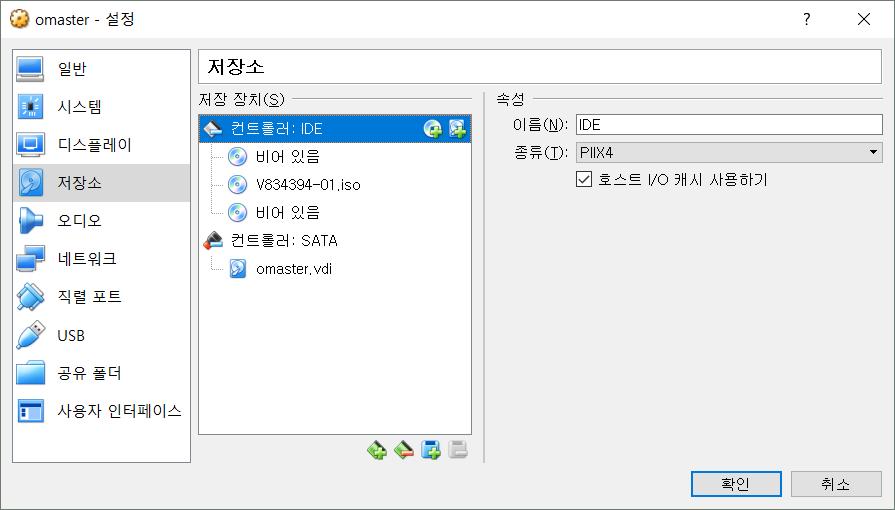 omaster - 설정
일반
시스템
디스플레이
저장소
오디오
네트워크
직렬 포트
USB
공유 폴더
사용자 인터페이스
저장소
저장 장치(S)
컨트롤러: IDE
비어 있음
V834394-01.iso
비어 있음
컨트롤러: SATA
omaster.vdi
속성
이름(N): IDE
종류(T): PIIX4
호스트 I/O 캐시 사용하기
확인
취소